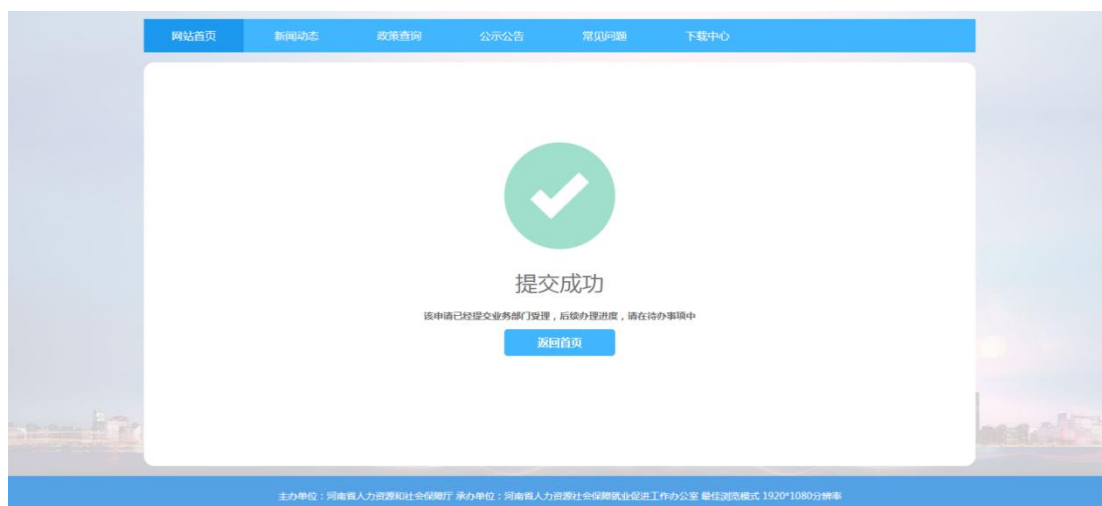 网站首页 新闻动态 政策查询 公示公告 常见问题 下载中心
提交成功
该申请已经提交业务部门受理，后续办理进度，请在待办事项中
返回首页
主办单位：河南省人力资源和社会保障厅 承办单位：河南省人力资源社会保障就业促进工作办公室 最佳浏览模式 1920*1080分辨率